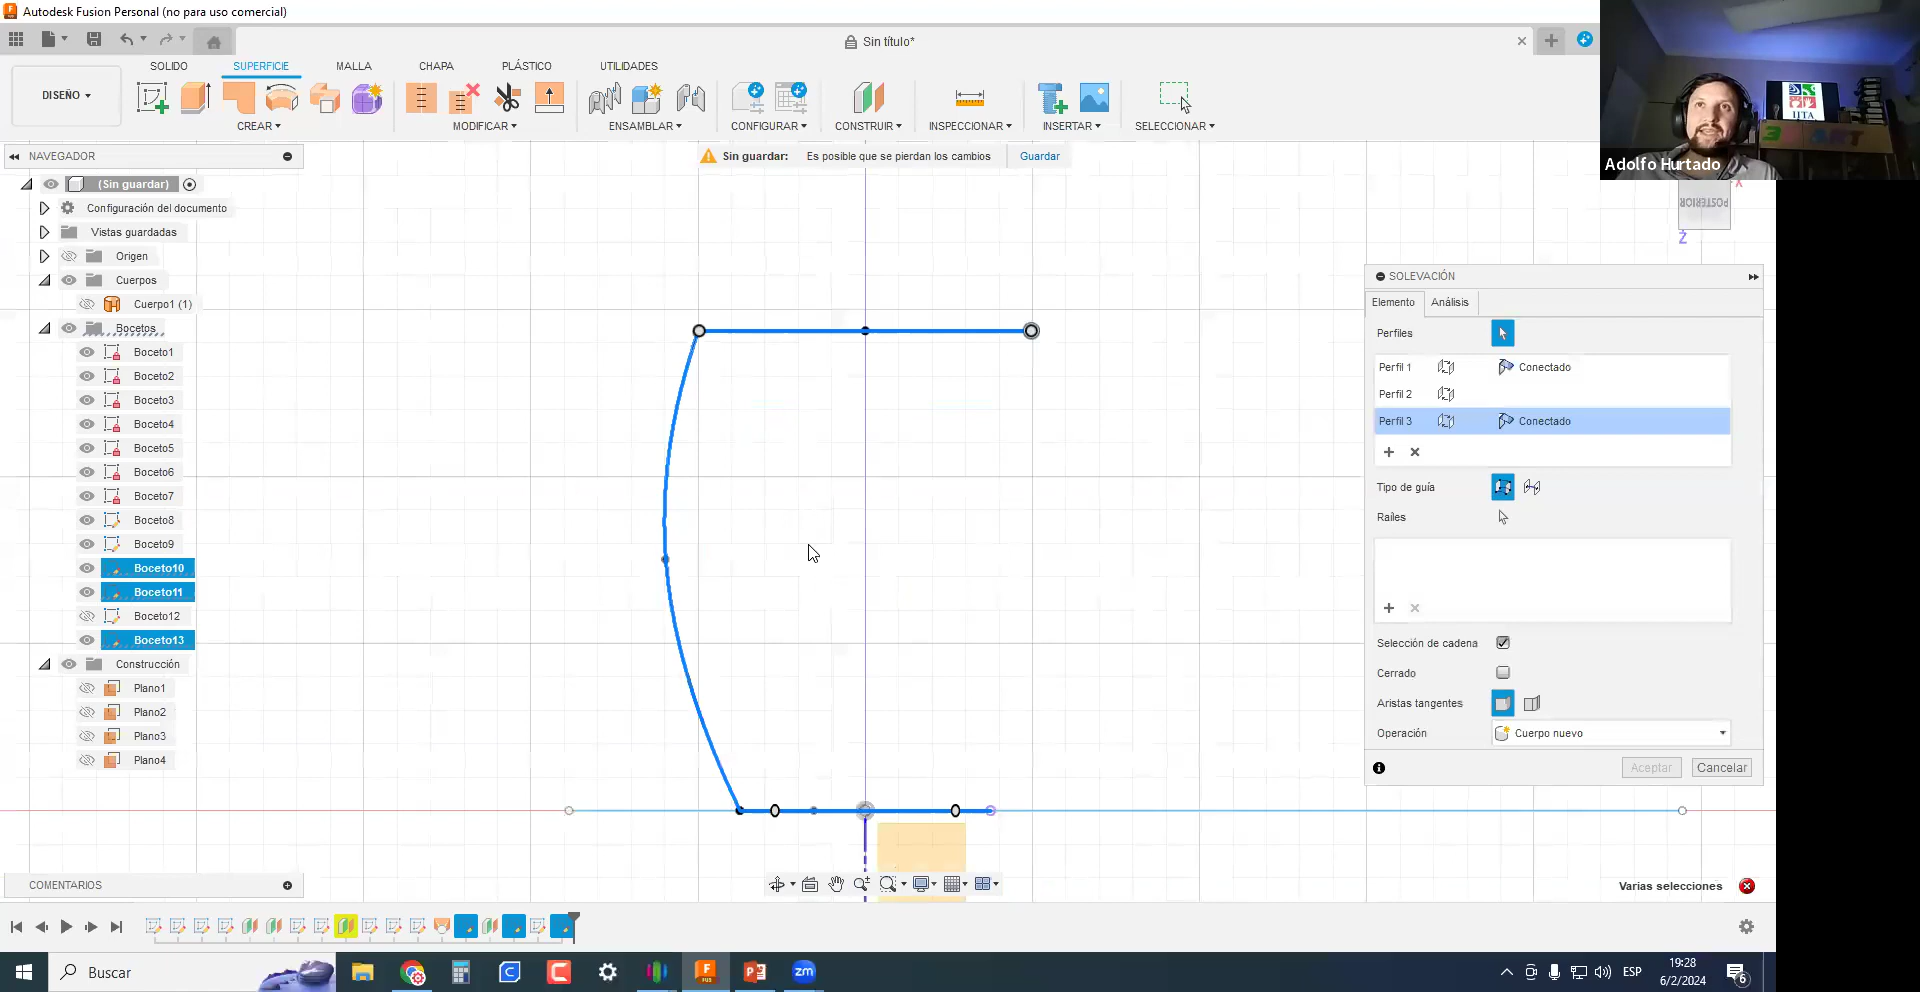 Autodesk Fusion Personal (no para uso comercial)
Sin título*
DISEÑO
SOLIDO
SUPERFICIE
MALLA
CHAPA
PLÁSTICO
UTILIDADES
CREAR
MODIFICAR
ENSAMBLAR
CONFIGURAR
CONSTRUIR
INSPECCIONAR
INSERTAR
SELECCIONAR
IITA
Adolfo Hurtado
NAVEGADOR
Sin guardar: Es posible que se pierdan los cambios Guardar
(Sin guardar)
Configuración del documento
Vistas guardadas
Origen
Cuerpos
Cuerpo1 (1)
Bocetos
Boceto1
Boceto2
Boceto3
Boceto4
Boceto5
Boceto6
Boceto7
Boceto8
Boceto9
Boceto10
Boceto11
Boceto12
Boceto13
Construcción
Plano1
Plano2
Plano3
Plano4
X
POSTERIOR
Z
SOLEVACIÓN
Elemento Análisis
Perfiles
Perfil 1 Conectado
Perfil 2
Perfil 3 Conectado
Tipo de guía
Raíles
Selección de cadena
Cerrado
Aristas tangentes
Operación Cuerpo nuevo
Aceptar Cancelar
COMENTARIOS
Varias selecciones
Buscar
zm
ESP
19:28
6/2/2024
6